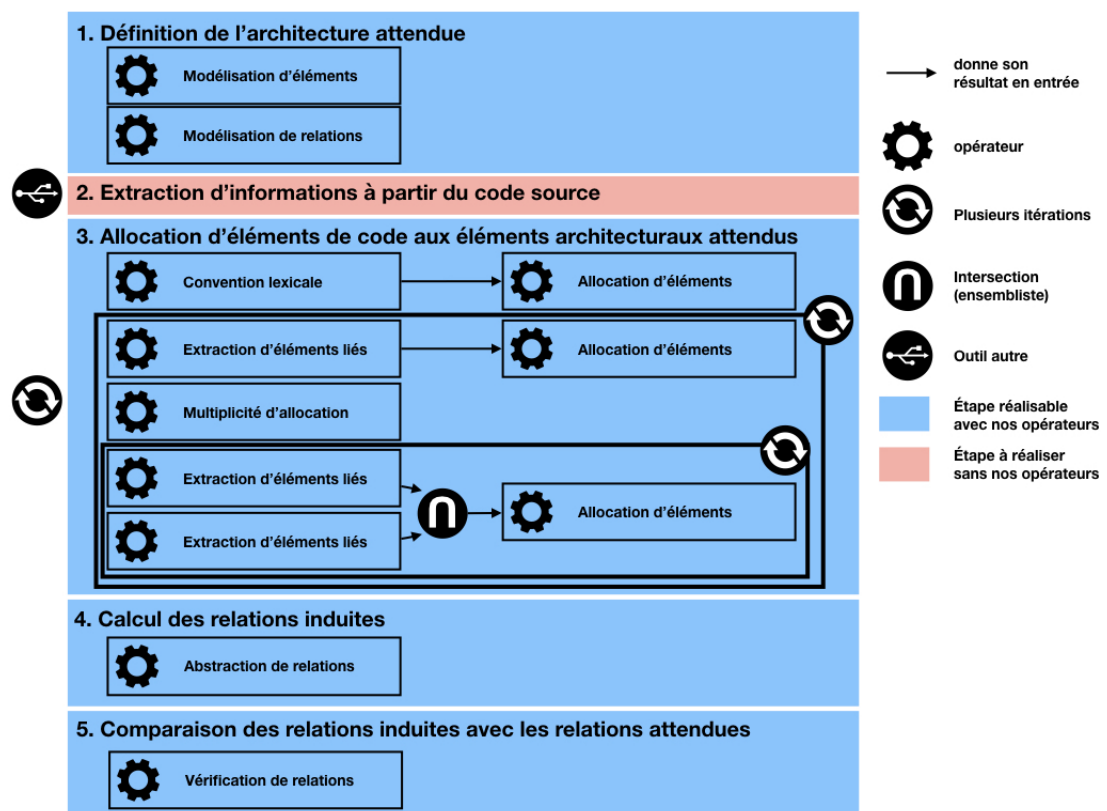 1. Définition de l'architecture attendue
Modélisation d'éléments
Modélisation de relations
2. Extraction d'informations à partir du code source
3. Allocation d'éléments de code aux éléments architecturaux attendus
Convention lexicale
Allocation d'éléments
Extraction d'éléments liés
Allocation d'éléments
Multiplicité d'allocation
Extraction d'éléments liés
Allocation d'éléments
Extraction d'éléments liés
4. Calcul des relations induites
Abstraction de relations
5. Comparaison des relations induites avec les relations attendues
Vérification de relations
donne son
résultat en entrée
opérateur
Plusieurs itérations
Intersection
(ensembliste)
Outil autre
Étape réalisable
avec nos opérateurs
Étape à réaliser
sans nos opérateurs